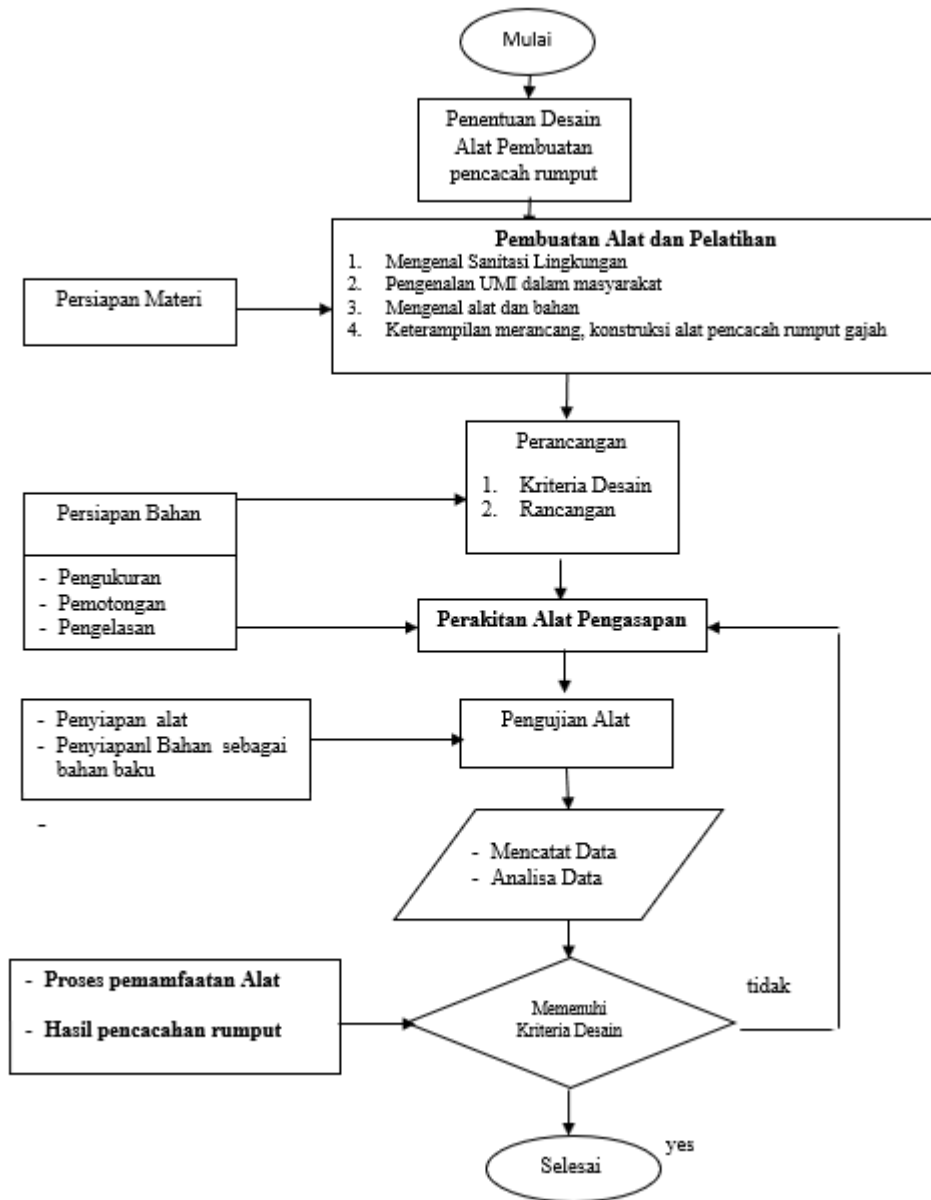 Mulai
Penentuan Desain
Alat Pembuatan
pencacah rumput
Pembuatan Alat dan Pelatihan
1. Mengenal Sanitasi Lingkungan
2. Pengenalan UMI dalam masyarakat
3. Mengenal alat dan bahan
4. Keterampilan merancang, konstruksi alat pencacah rumput gajah
Persiapan Materi
Perancangan
1. Kriteria Desain
2. Rancangan
Persiapan Bahan
- Pengukuran
- Pemotongan
- Pengelasan
Perakitan Alat Pengasapan
- Penyiapan alat
- Penyiapanl Bahan sebagai
bahan baku
-
Pengujian Alat
- Mencatat Data
- Analisa Data
- Proses pemamfaatan Alat
- Hasil pencacahan rumput
Memenuhi
Kriteria Desain
tidak
yes
Selesai